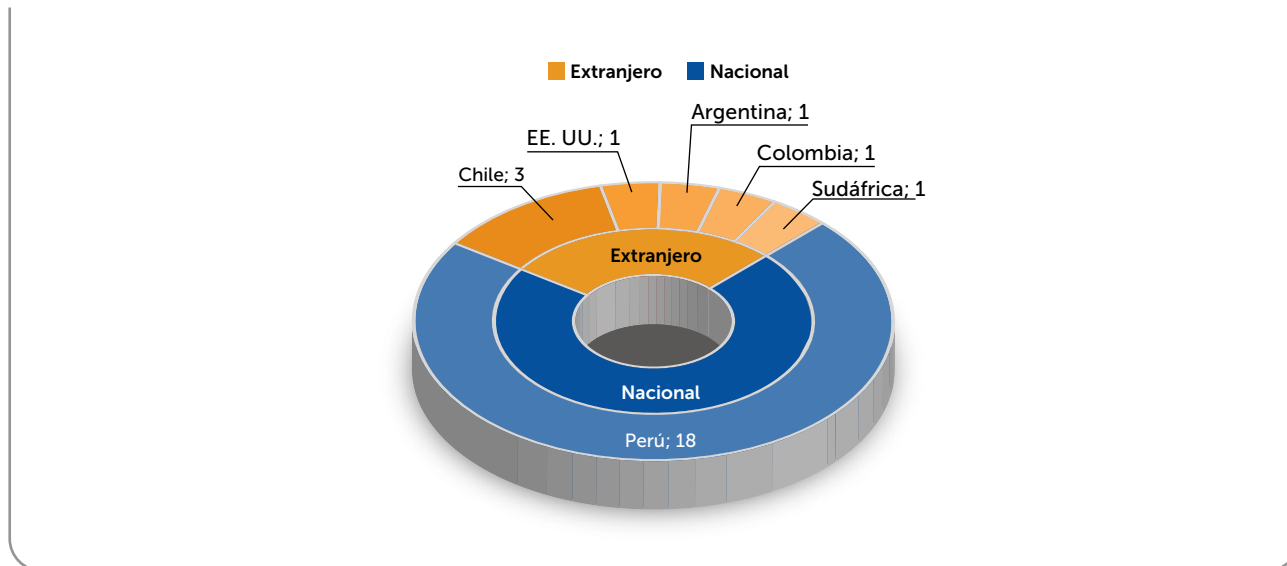 Extranjero Nacional
Argentina; 1
EE. UU.; 1
Colombia; 1
Chile; 3
Sudáfrica; 1
Extranjero
Nacional
Perú; 18